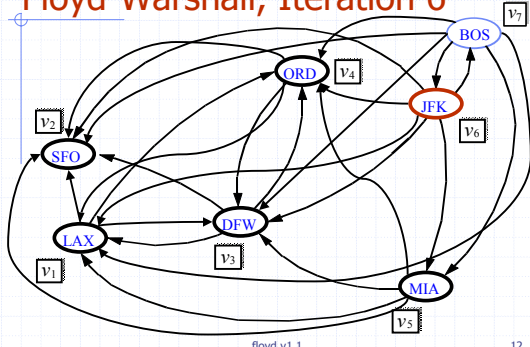 Floyd Warshall, Iteration 6
v7
BOS
ORD
v4
JFK
v2
v6
SFO
DFW
LAX
v3
v1
MIA
v5
floyd v1.1
12